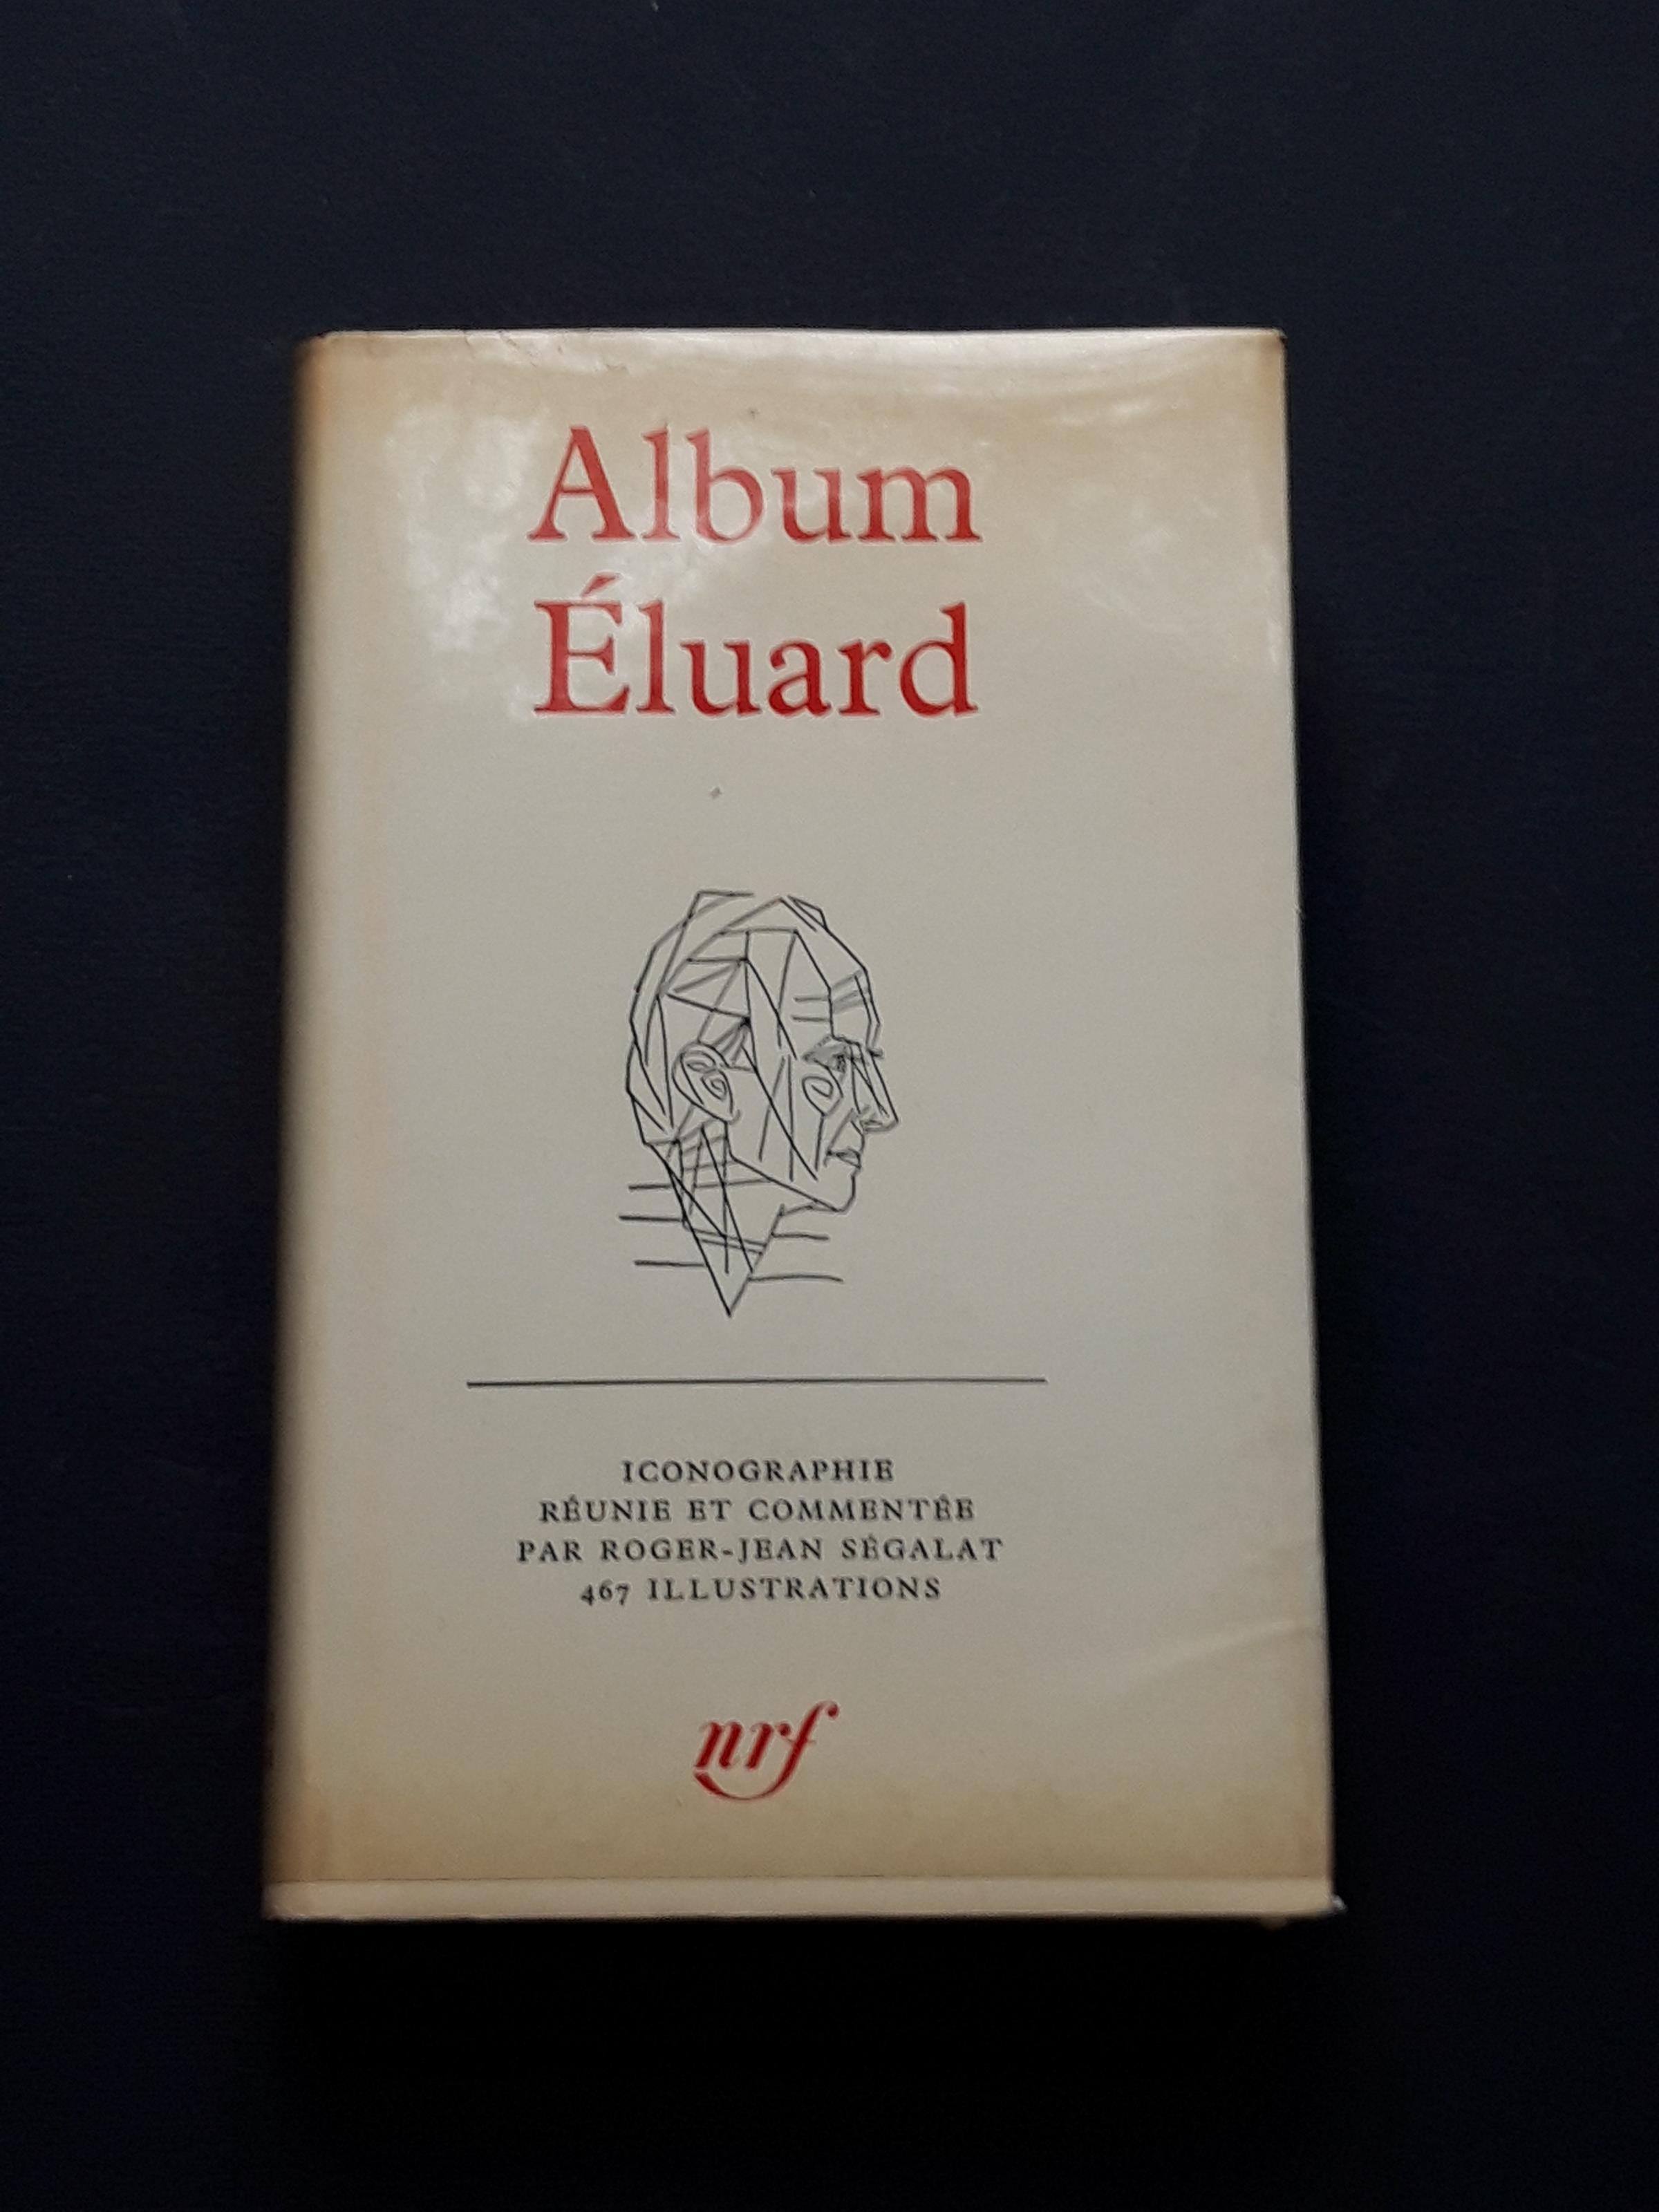 Album
Éluard
ICONOGRAPHIE
RÉUNIE ET COMMENTÉE
PAR ROGER-JEAN SÉGALAT
467 ILLUSTRATIONS
nrf